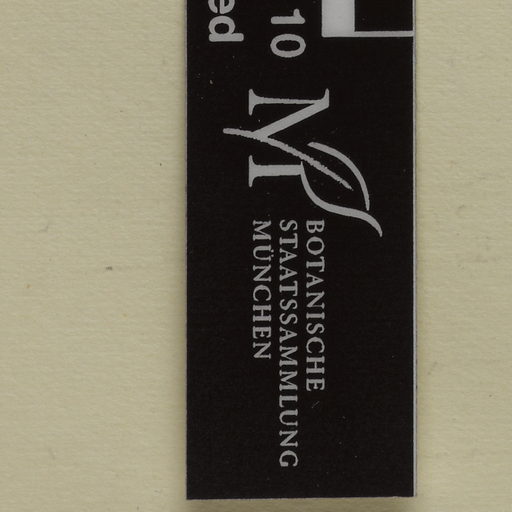 10
ed
M
BOTANISCHE
STAATSSAMMLUNG
MÜNCHEN